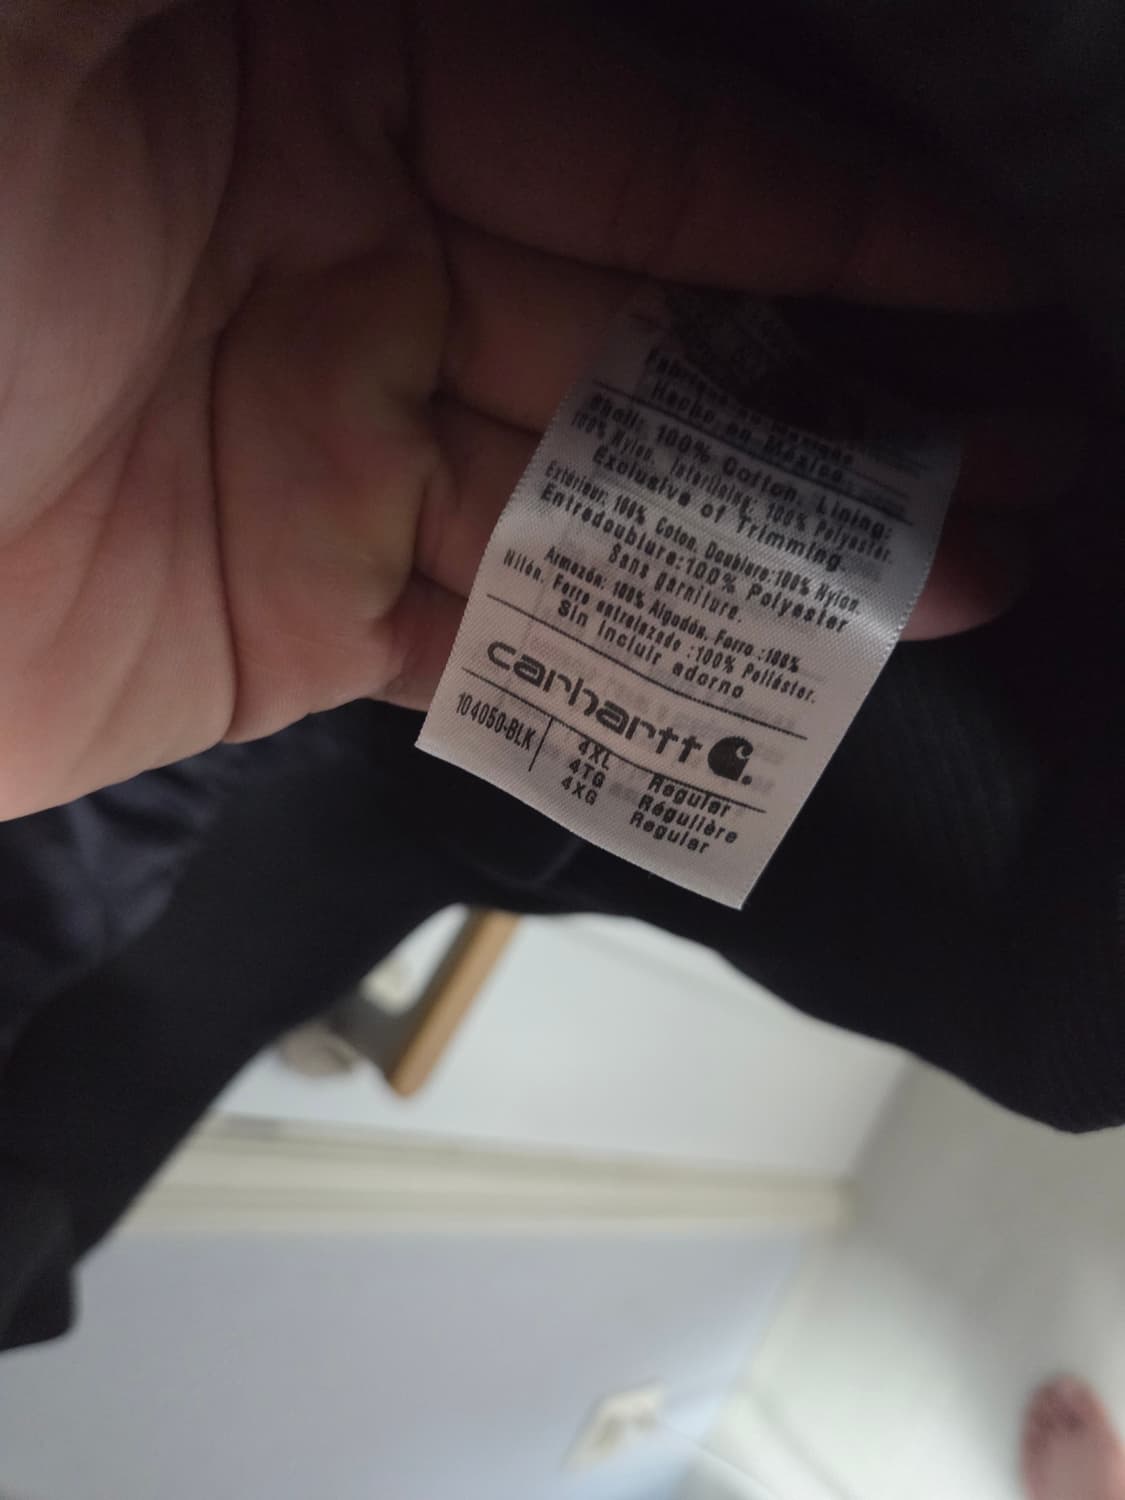 Hecho en México
Shell: 100% Cotton, Lining:
100% Nylon, Interlining: 100% Polyester.
Exclusive of Trimming.
Extérieur: 100% Coton, Doublure:100% Nylon,
Entredoublure:100% Polyester
Sans garniture.
Armazón: 100% Algodón, Forro :100%
Nilón, Forro entrelazado :100% Poliéster.
Sin incluir adorno
carhartt
104050-BLK
4XL Regular
4TG Régulière
4XG Regular